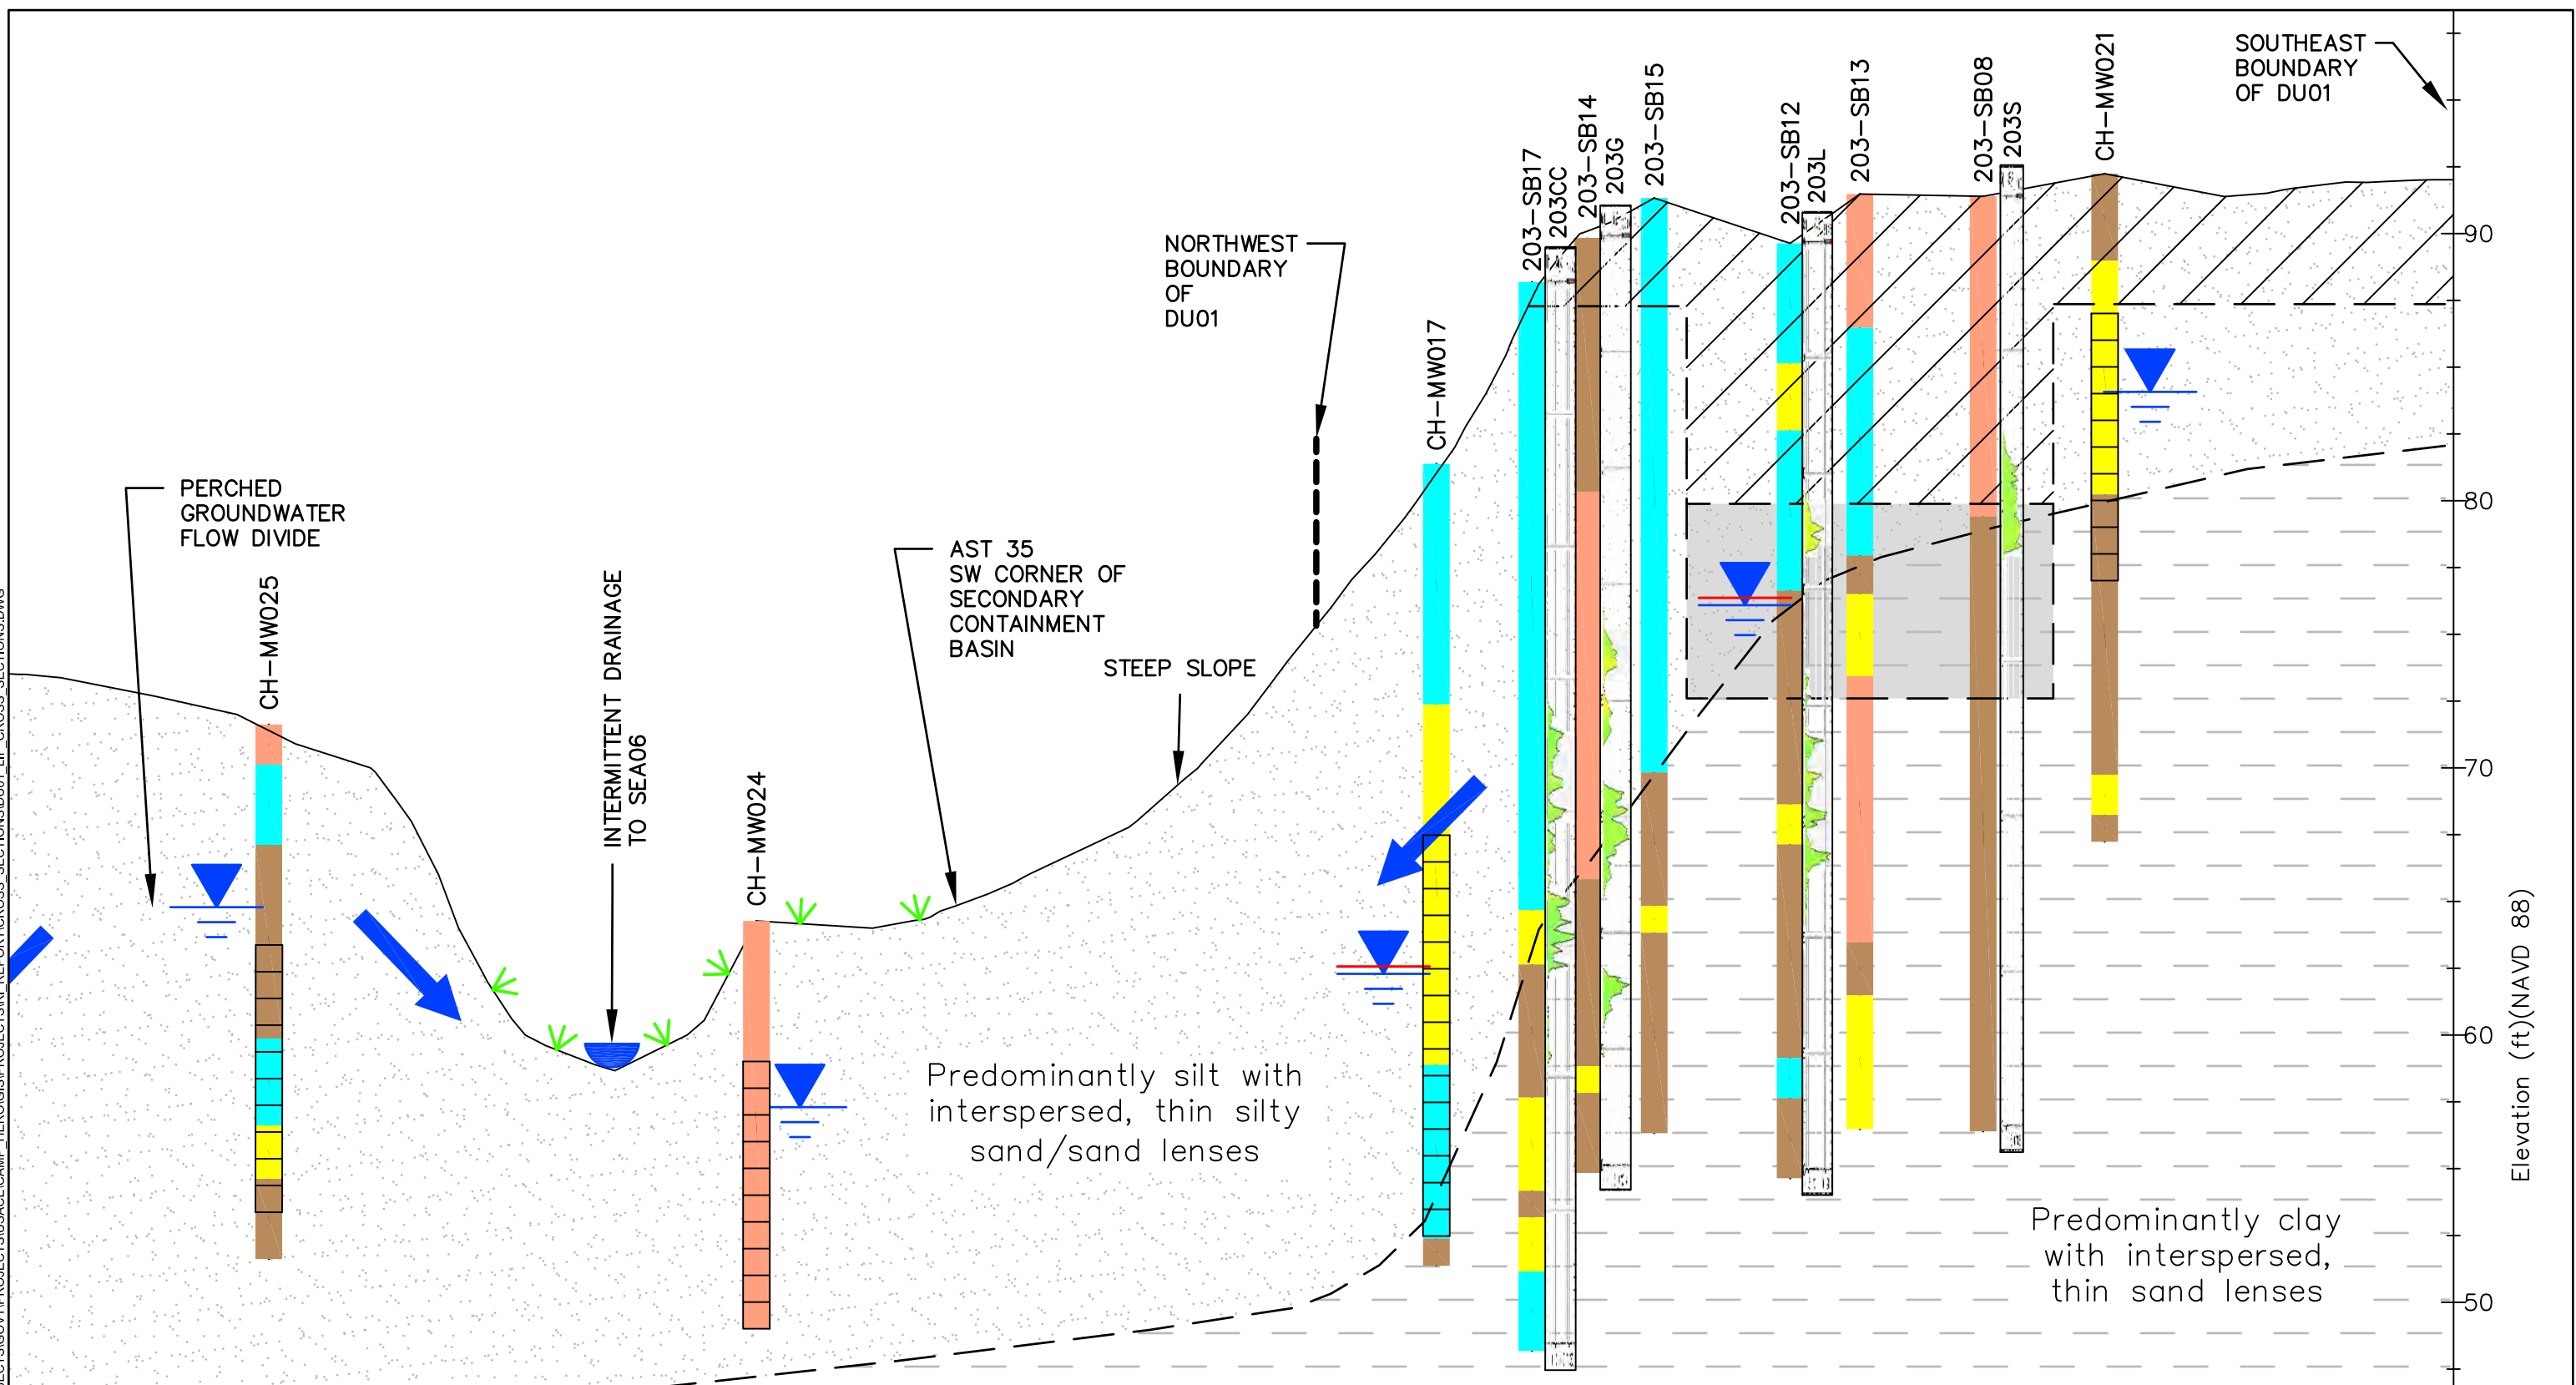 SOUTHEAST
BOUNDARY
OF DU01
CH-MW021
203-SB08
203S
203-SB13
203-SB12
203L
203-SB15
203-SB14
203G
203-SB17
203CC
NORTHWEST
BOUNDARY
OF
DU01
CH-MW017
PERCHED
GROUNDWATER
FLOW DIVIDE
CH-MW025
INTERMITTENT DRAINAGE
TO SEA06
CH-MW024
AST 35
SW CORNER OF
SECONDARY
CONTAINMENT
BASIN
STEEP SLOPE
Predominantly silt with
interspersed, thin silty
sand/sand lenses
Predominantly clay
with interspersed,
thin sand lenses
90
80
70
60
50
Elevation (ft)(NAVD 88)